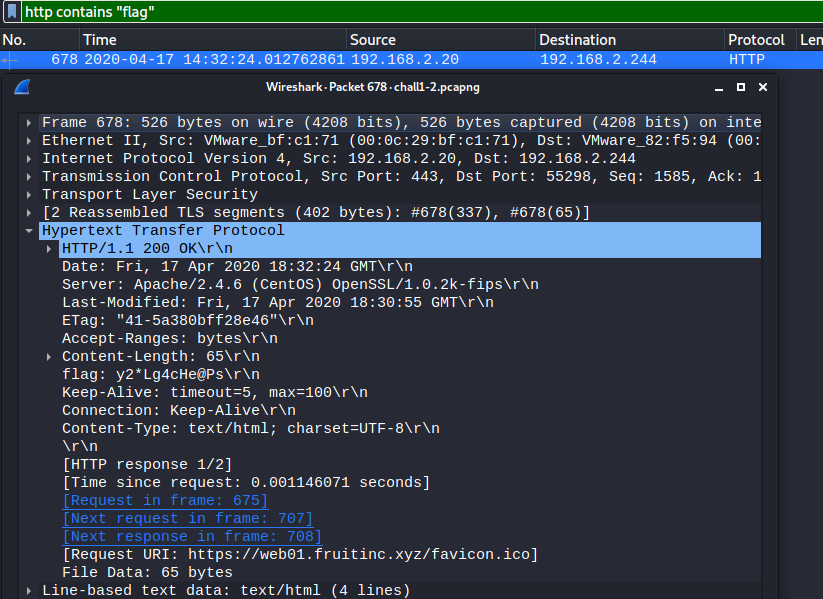 http contains "flag"
No. Time Source Destination Protocol Len
678 2020-04-17 14:32:24.012762861 192.168.2.20 192.168.2.244 HTTP
Wireshark · Packet 678 · chall1-2.pcapng
Frame 678: 526 bytes on wire (4208 bits), 526 bytes captured (4208 bits) on inte
Ethernet II, Src: VMware_bf:c1:71 (00:0c:29:bf:c1:71), Dst: VMware_82:f5:94 (00:
Internet Protocol Version 4, Src: 192.168.2.20, Dst: 192.168.2.244
Transmission Control Protocol, Src Port: 443, Dst Port: 55298, Seq: 1585, Ack: 1
Transport Layer Security
[2 Reassembled TLS segments (402 bytes): #678(337), #678(65)]
Hypertext Transfer Protocol
HTTP/1.1 200 OK\r\n
Date: Fri, 17 Apr 2020 18:32:24 GMT\r\n
Server: Apache/2.4.6 (CentOS) OpenSSL/1.0.2k-fips\r\n
Last-Modified: Fri, 17 Apr 2020 18:30:55 GMT\r\n
ETag: "41-5a380bff28e46"\r\n
Accept-Ranges: bytes\r\n
Content-Length: 65\r\n
flag: y2*Lg4cHe@Ps\r\n
Keep-Alive: timeout=5, max=100\r\n
Connection: Keep-Alive\r\n
Content-Type: text/html; charset=UTF-8\r\n
\r\n
[HTTP response 1/2]
[Time since request: 0.001146071 seconds]
[Request in frame: 675]
[Next request in frame: 707]
[Next response in frame: 708]
[Request URI: https://web01.fruitinc.xyz/favicon.ico]
File Data: 65 bytes
Line-based text data: text/html (4 lines)